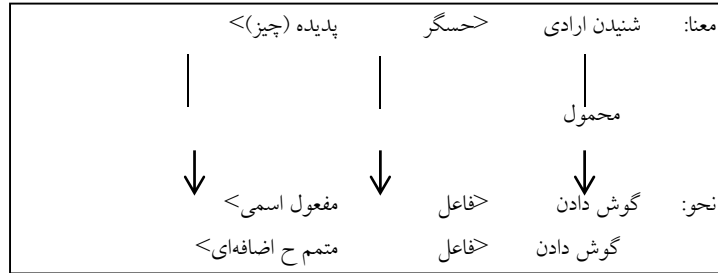 معنا: شنیدن ارادی <حسگر پدیده (چیز)>
محمول
نحو: گوش دادن <فاعل مفعول اسمی>
گوش دادن <فاعل متمم ح اضافه‌ای>